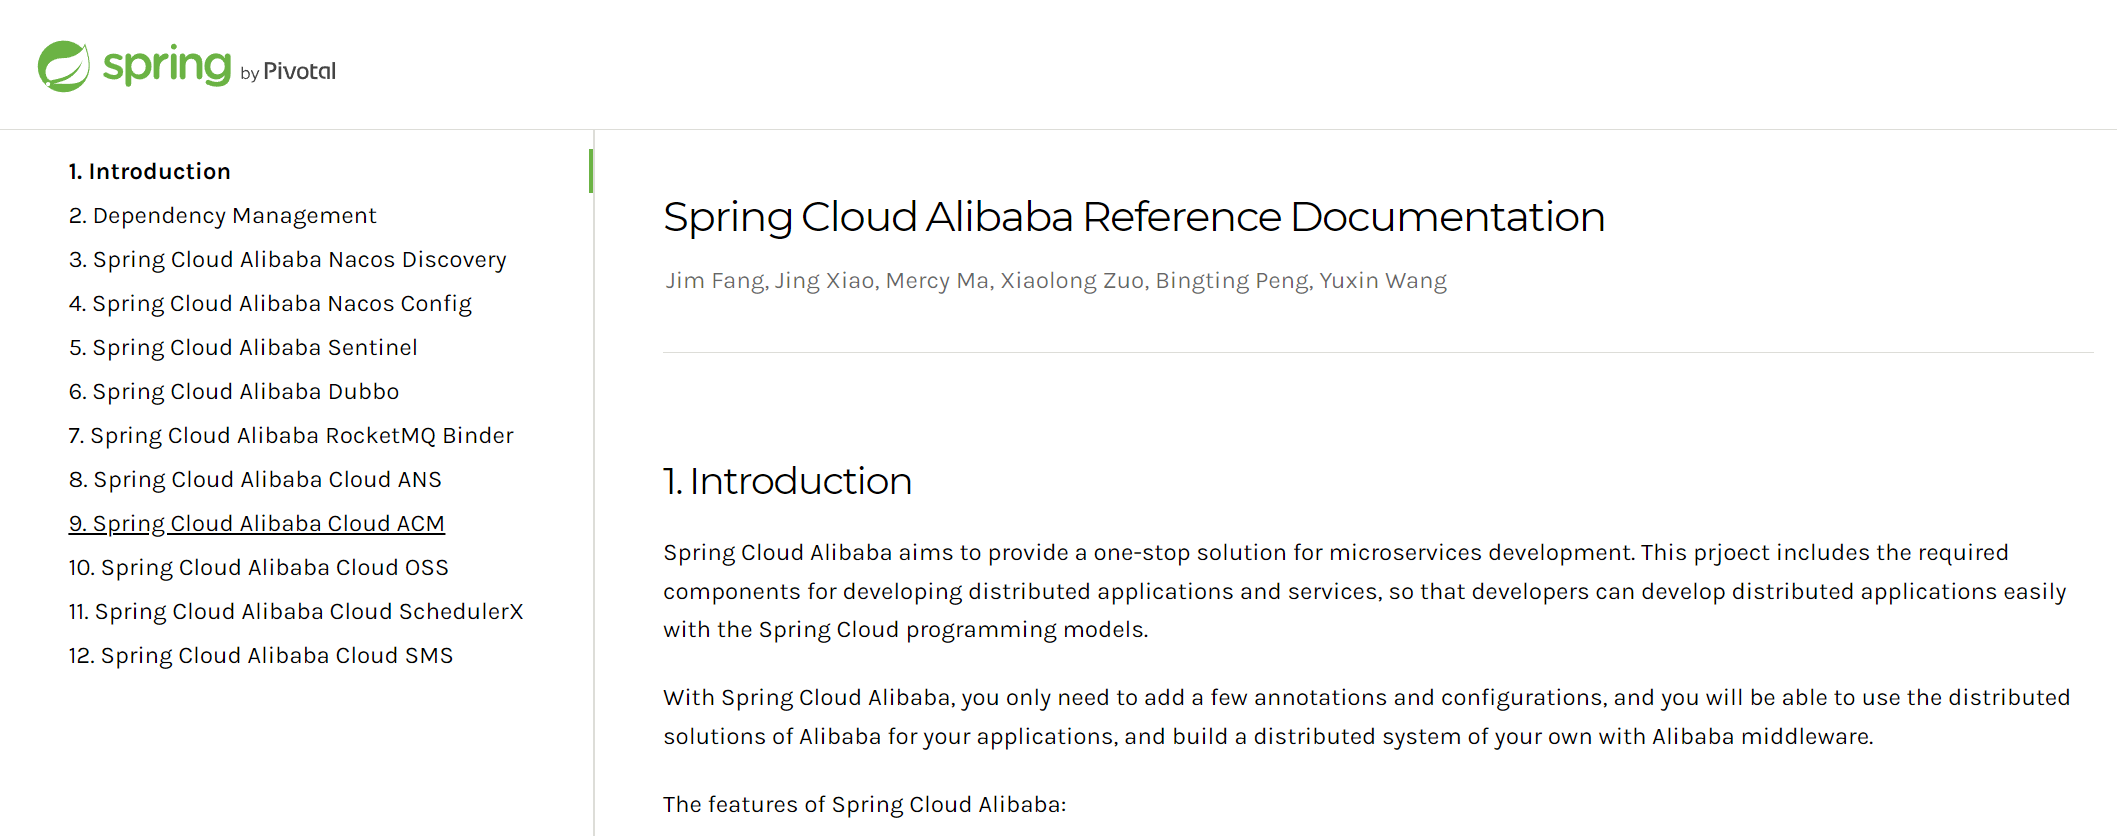 spring by Pivotal
1. Introduction
2. Dependency Management
3. Spring Cloud Alibaba Nacos Discovery
4. Spring Cloud Alibaba Nacos Config
5. Spring Cloud Alibaba Sentinel
6. Spring Cloud Alibaba Dubbo
7. Spring Cloud Alibaba RocketMQ Binder
8. Spring Cloud Alibaba Cloud ANS
9. Spring Cloud Alibaba Cloud ACM
10. Spring Cloud Alibaba Cloud OSS
11. Spring Cloud Alibaba Cloud SchedulerX
12. Spring Cloud Alibaba Cloud SMS
Spring Cloud Alibaba Reference Documentation
Jim Fang, Jing Xiao, Mercy Ma, Xiaolong Zuo, Bingting Peng, Yuxin Wang
1. Introduction
Spring Cloud Alibaba aims to provide a one-stop solution for microservices development. This prjoect includes the required
components for developing distributed applications and services, so that developers can develop distributed applications easily
with the Spring Cloud programming models.
With Spring Cloud Alibaba, you only need to add a few annotations and configurations, and you will be able to use the distributed
solutions of Alibaba for your applications, and build a distributed system of your own with Alibaba middleware.
The features of Spring Cloud Alibaba: